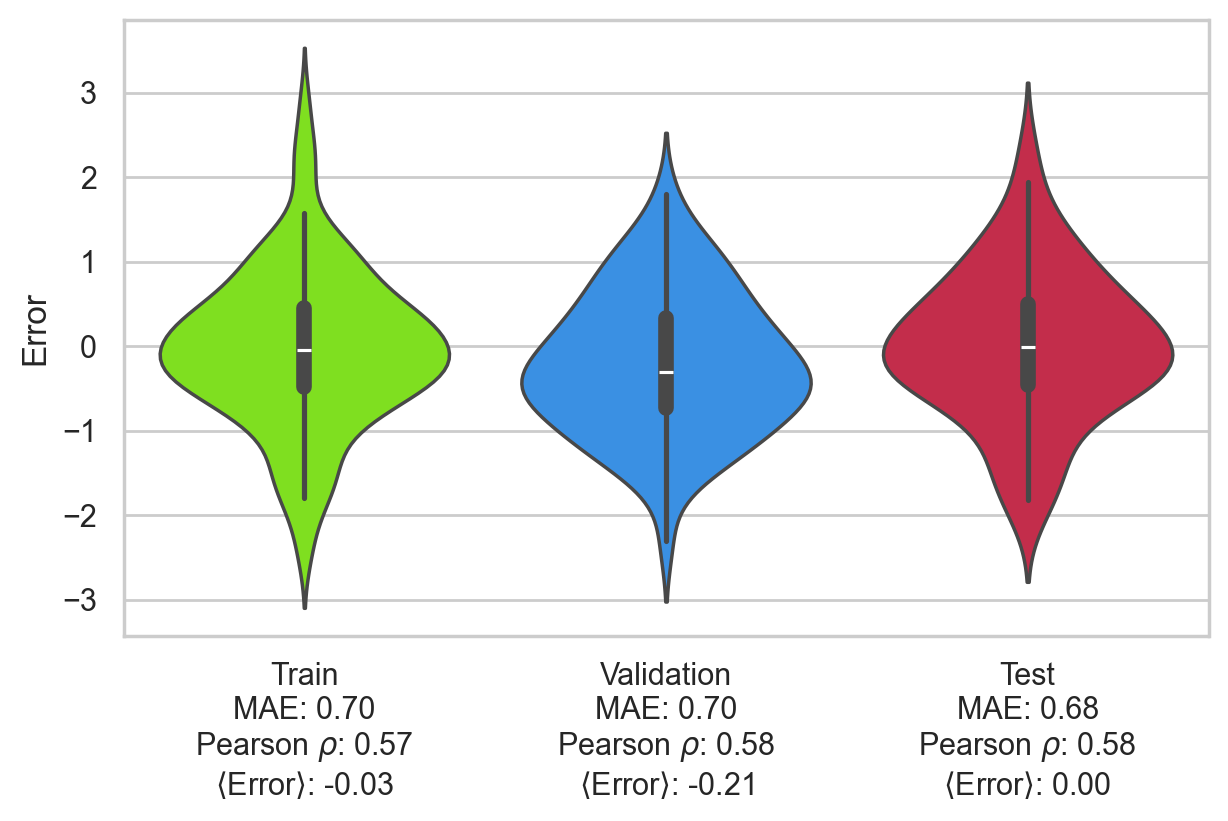 Error
3
2
1
0
−1
−2
−3
Train
MAE: 0.70
Pearson ρ: 0.57
⟨Error⟩: -0.03
Validation
MAE: 0.70
Pearson ρ: 0.58
⟨Error⟩: -0.21
Test
MAE: 0.68
Pearson ρ: 0.58
⟨Error⟩: 0.00